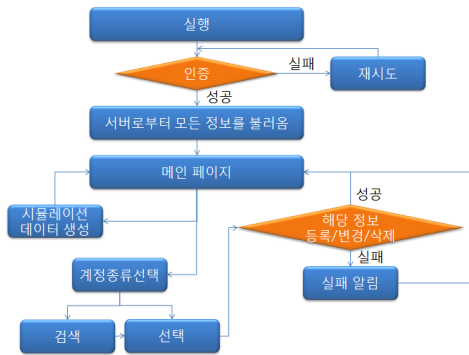 실행
인증
실패
재시도
성공
서버로부터 모든 정보를 불러옴
메인 페이지
시뮬레이션
데이터 생성
성공
해당 정보
등록/변경/삭제
실패
계정종류선택
실패 알림
검색
선택